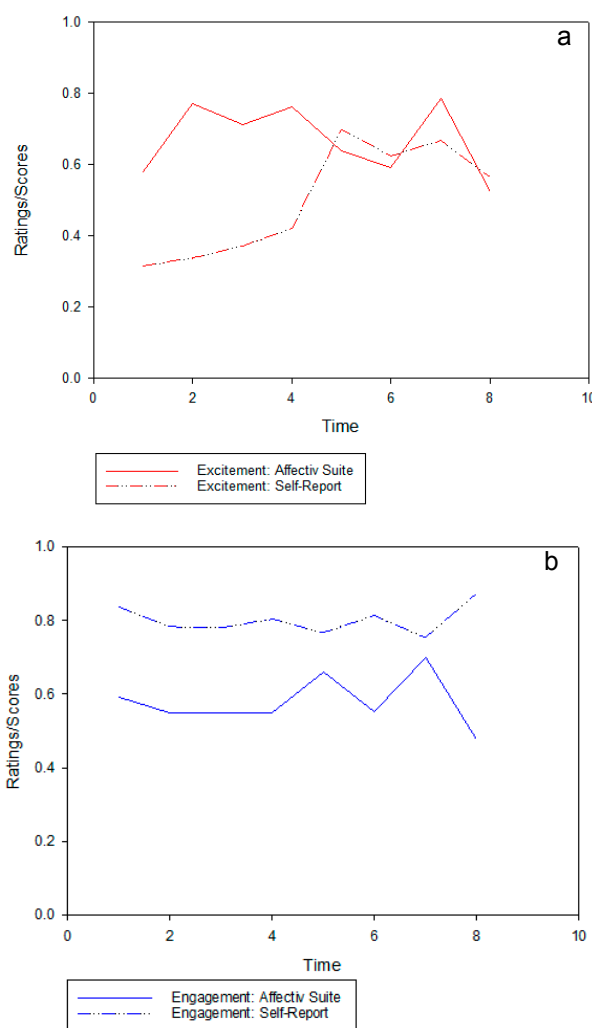 a
1.0
0.8
0.6
0.4
0.2
0.0
Ratings/Scores
0 2 4 6 8 10
Time
Excitement: Affectiv Suite
Excitement: Self-Report
b
1.0
0.8
0.6
0.4
0.2
0.0
Ratings/Scores
0 2 4 6 8 10
Time
Engagement: Affectiv Suite
Engagement: Self-Report